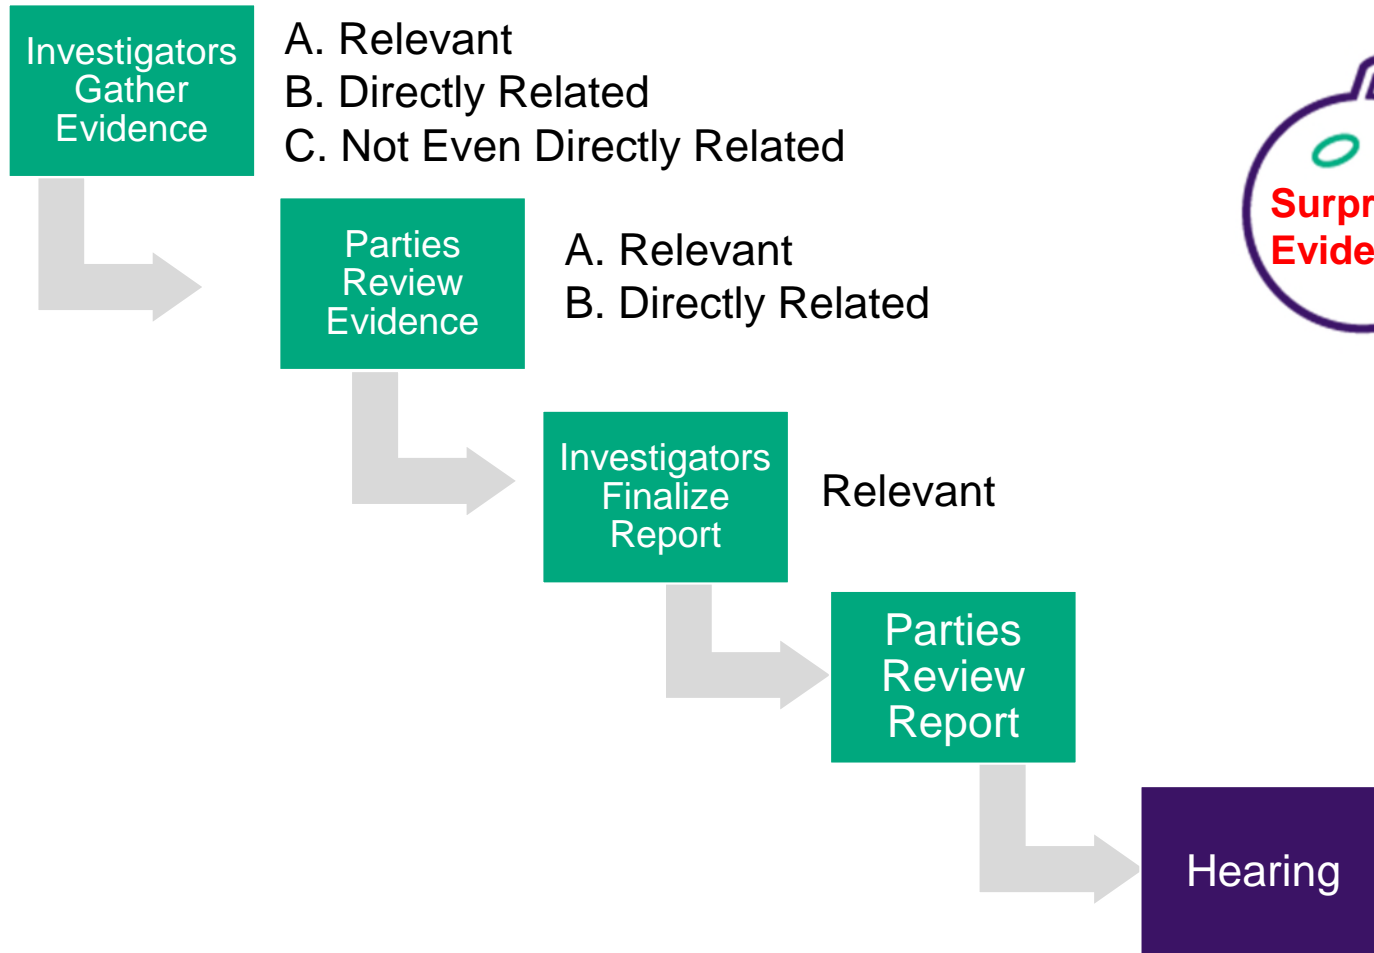 Investigators
Gather
Evidence
A. Relevant
B. Directly Related
C. Not Even Directly Related
Parties
Review
Evidence
A. Relevant
B. Directly Related
Investigators
Finalize
Report
Relevant
Parties
Review
Report
Hearing